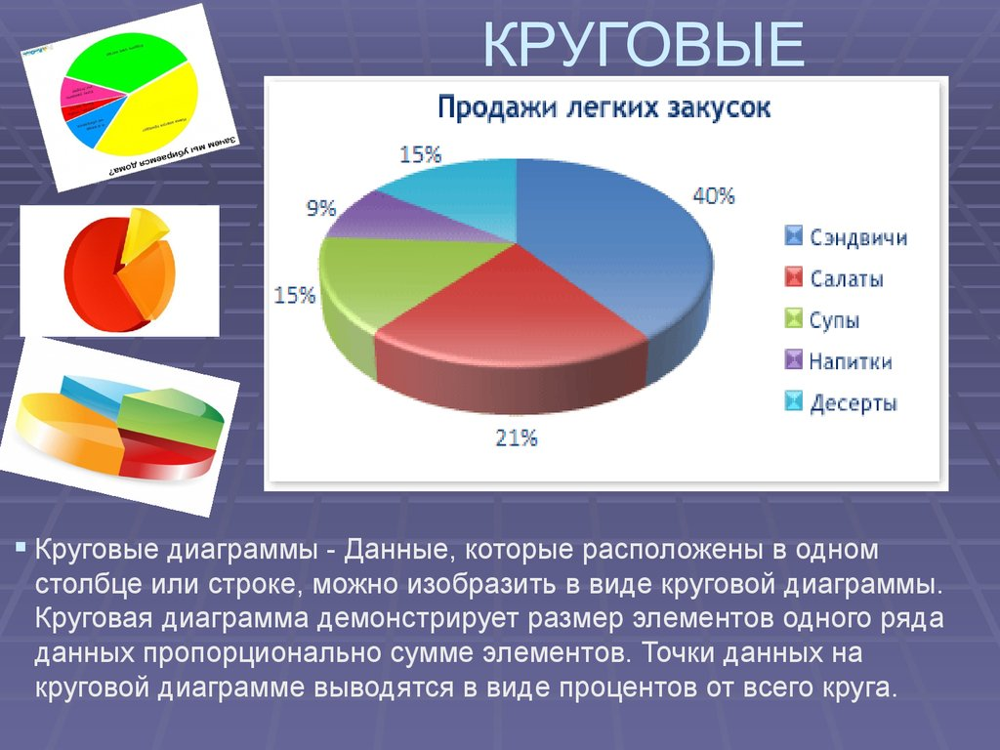 КРУГОВЫЕ
Зачем мы убираемся дома?
Продажи легких закусок
15%
40%
9%
15%
21%
Сэндвичи
Салаты
Супы
Напитки
Десерты
Круговые диаграммы - Данные, которые расположены в одном
столбце или строке, можно изобразить в виде круговой диаграммы.
Круговая диаграмма демонстрирует размер элементов одного ряда
данных пропорционально сумме элементов. Точки данных на
круговой диаграмме выводятся в виде процентов от всего круга.